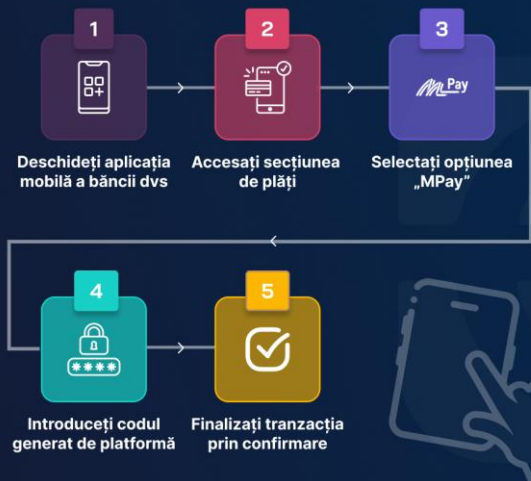 1
2
3
MPay
Deschideți aplicația
mobilă a băncii dvs
Accesați secțiunea
de plăți
Selectați opțiunea
„MPay”
4
5
****
Introduceți codul
generat de platformă
Finalizați tranzacția
prin confirmare